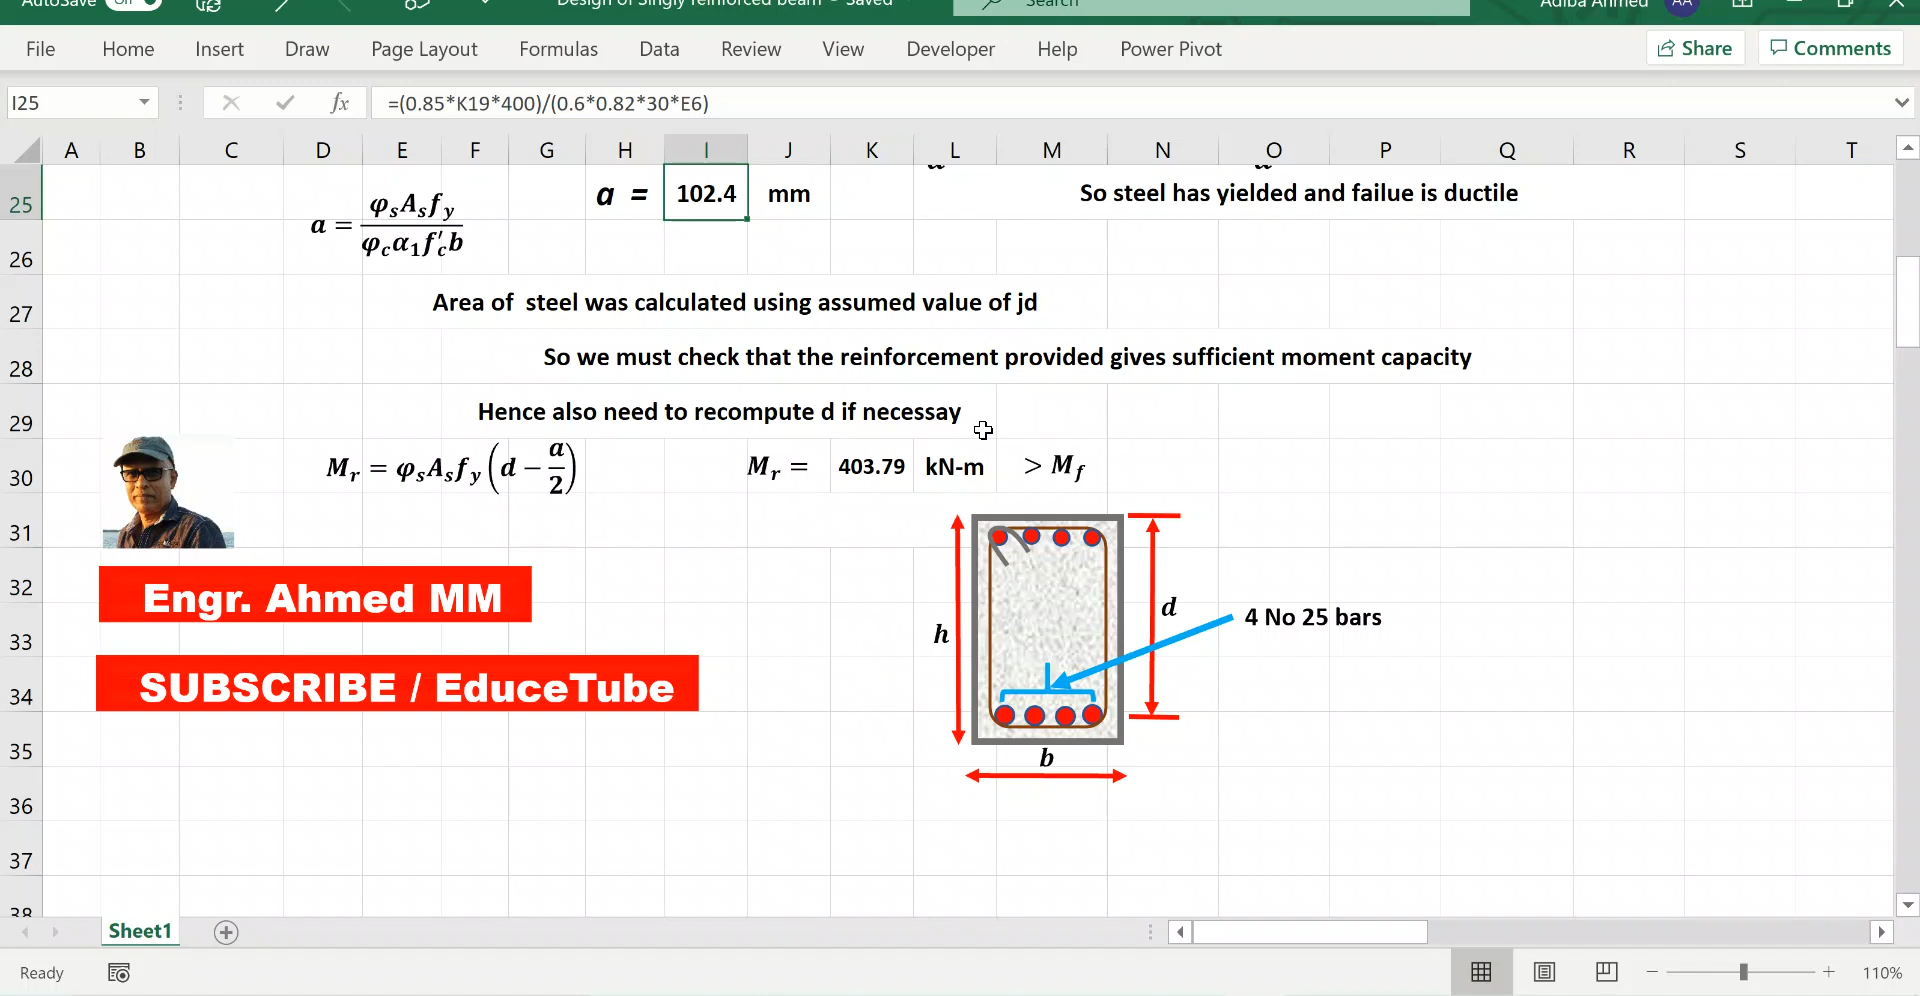 AutoSave Off
Design of Singly reinforced beam - Saved
Search
Adiba Ahmed AA
File Home Insert Draw Page Layout Formulas Data Review View Developer Help Power Pivot Share Comments
I25 fx =(0.85*K19*400)/(0.6*0.82*30*E6)
A B C D E F G H I J K L M N O P Q R S T
25 a = 102.4 mm So steel has yielded and failue is ductile
a = φsAsfy / φcα1f′cb
26
27 Area of steel was calculated using assumed value of jd
28 So we must check that the reinforcement provided gives sufficient moment capacity
29 Hence also need to recompute d if necessay
30 Mr = φsAsfy(d − a/2) Mr = 403.79 kN-m > Mf
31
32 Engr. Ahmed MM
d 4 No 25 bars
33 h
34 SUBSCRIBE / EduceTube
35 b
36
37
38
Sheet1
Ready 110%